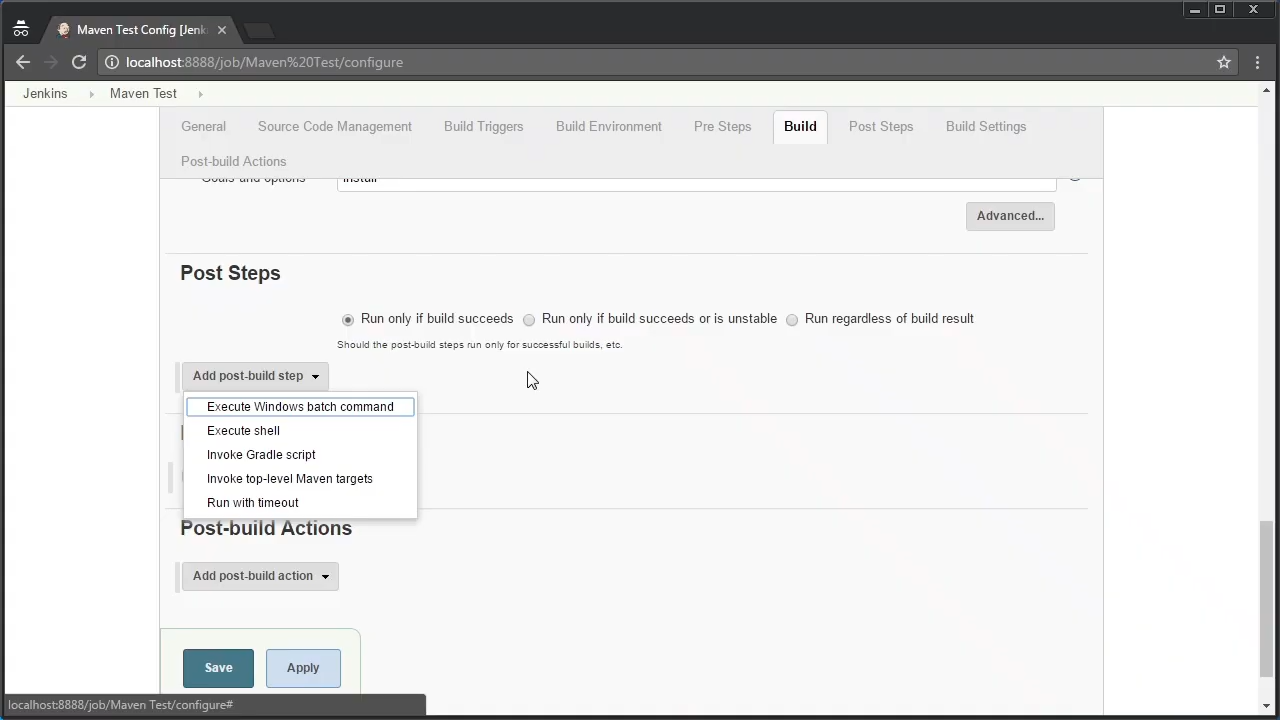 Maven Test Config [Jenk
localhost:8888/job/Maven%20Test/configure
Jenkins Maven Test
General Source Code Management Build Triggers Build Environment Pre Steps Build Post Steps Build Settings
Post-build Actions
Goals and options install
Advanced...
Post Steps
Run only if build succeeds Run only if build succeeds or is unstable Run regardless of build result
Should the post-build steps run only for successful builds, etc.
Add post-build step
Execute Windows batch command
Execute shell
Invoke Gradle script
Invoke top-level Maven targets
Run with timeout
Post-build Actions
Add post-build action
Save Apply
localhost:8888/job/Maven Test/configure#